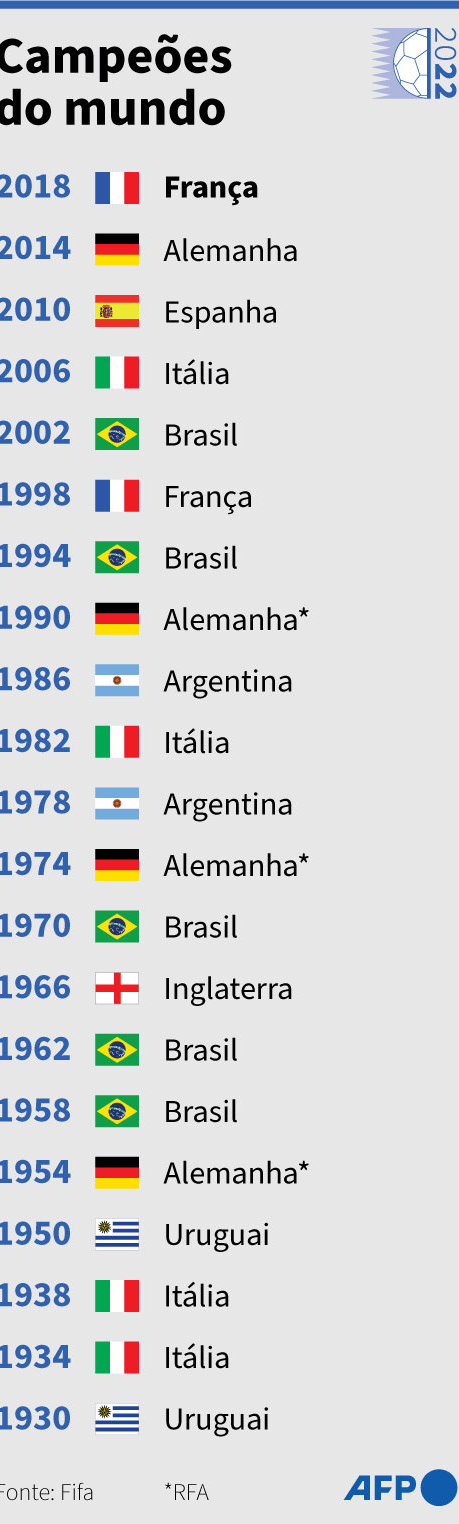 Campeões
do mundo
2022
2018 França
2014 Alemanha
2010 Espanha
2006 Itália
2002 Brasil
1998 França
1994 Brasil
1990 Alemanha*
1986 Argentina
1982 Itália
1978 Argentina
1974 Alemanha*
1970 Brasil
1966 Inglaterra
1962 Brasil
1958 Brasil
1954 Alemanha*
1950 Uruguai
1938 Itália
1934 Itália
1930 Uruguai
Fonte: Fifa *RFA AFP